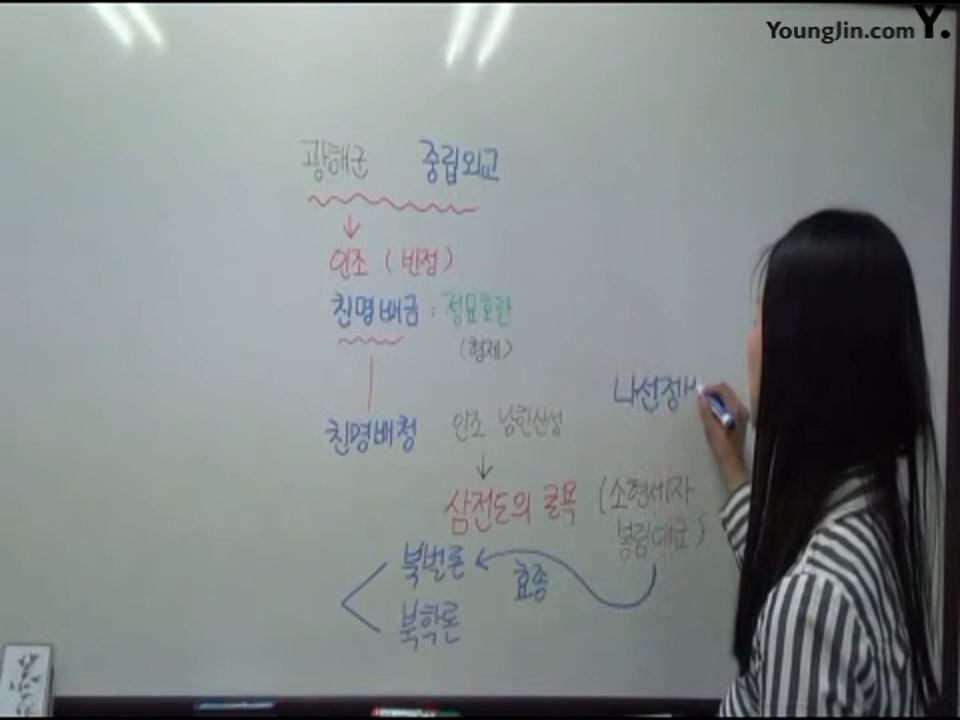 YoungJin.com Y.
광해군 중립외교
인조 (반정)
친명배금 : 정묘호란
(형제)
나선정
친명배청 인조 남한산성
삼전도의 굴욕 (소현세자
봉림대군)
북벌론 효종
북학론